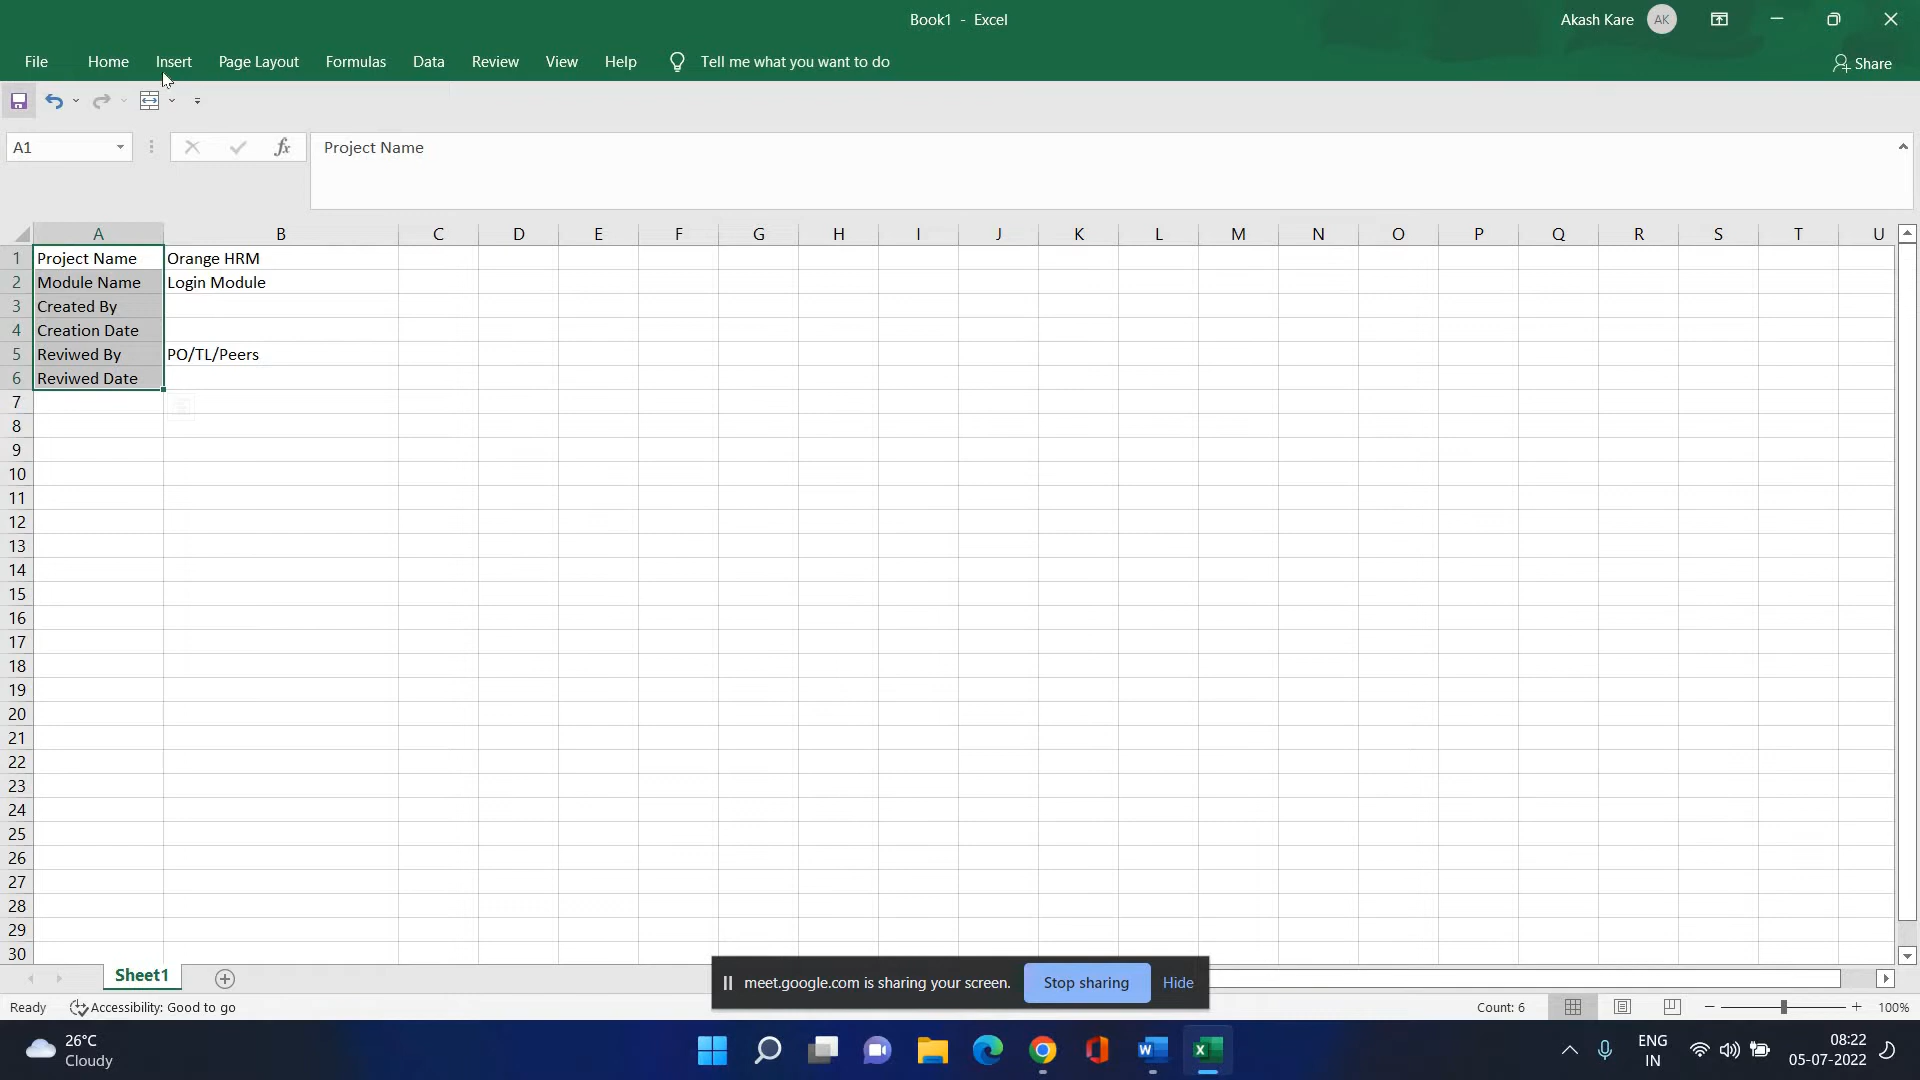 Book1 - Excel
Akash Kare AK
File Home Insert Page Layout Formulas Data Review View Help Tell me what you want to do Share
A1 fx Project Name
A B C D E F G H I J K L M N O P Q R S T U
1 Project Name Orange HRM
2 Module Name Login Module
3 Created By
4 Creation Date
5 Reviwed By PO/TL/Peers
6 Reviwed Date
7
8
9
10
11
12
13
14
15
16
17
18
19
20
21
22
23
24
25
26
27
28
29
30
Sheet1
meet.google.com is sharing your screen. Stop sharing Hide
Ready Accessibility: Good to go Count: 6 100%
26°C
Cloudy
ENG
IN
08:22
05-07-2022